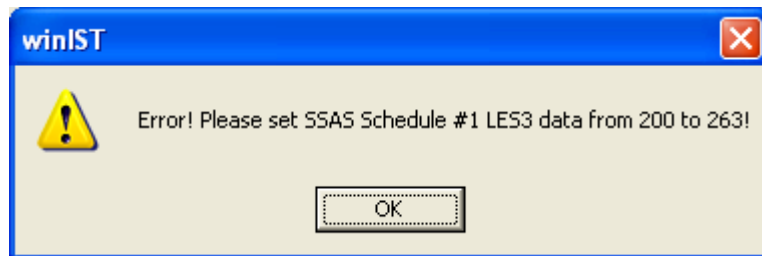 winIST
Error! Please set SSAS Schedule #1 LES3 data from 200 to 263!
OK